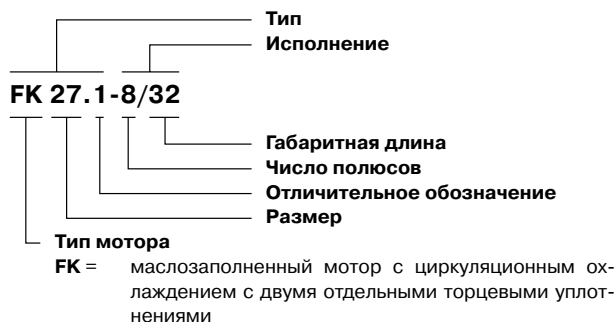 Тип
Исполнение
FK 27.1-8/32
Габаритная длина
Число полюсов
Отличительное обозначение
Размер
Тип мотора
FK = маслозаполненный мотор с циркуляционным ох-
лаждением с двумя отдельными торцевыми уплот-
нениями